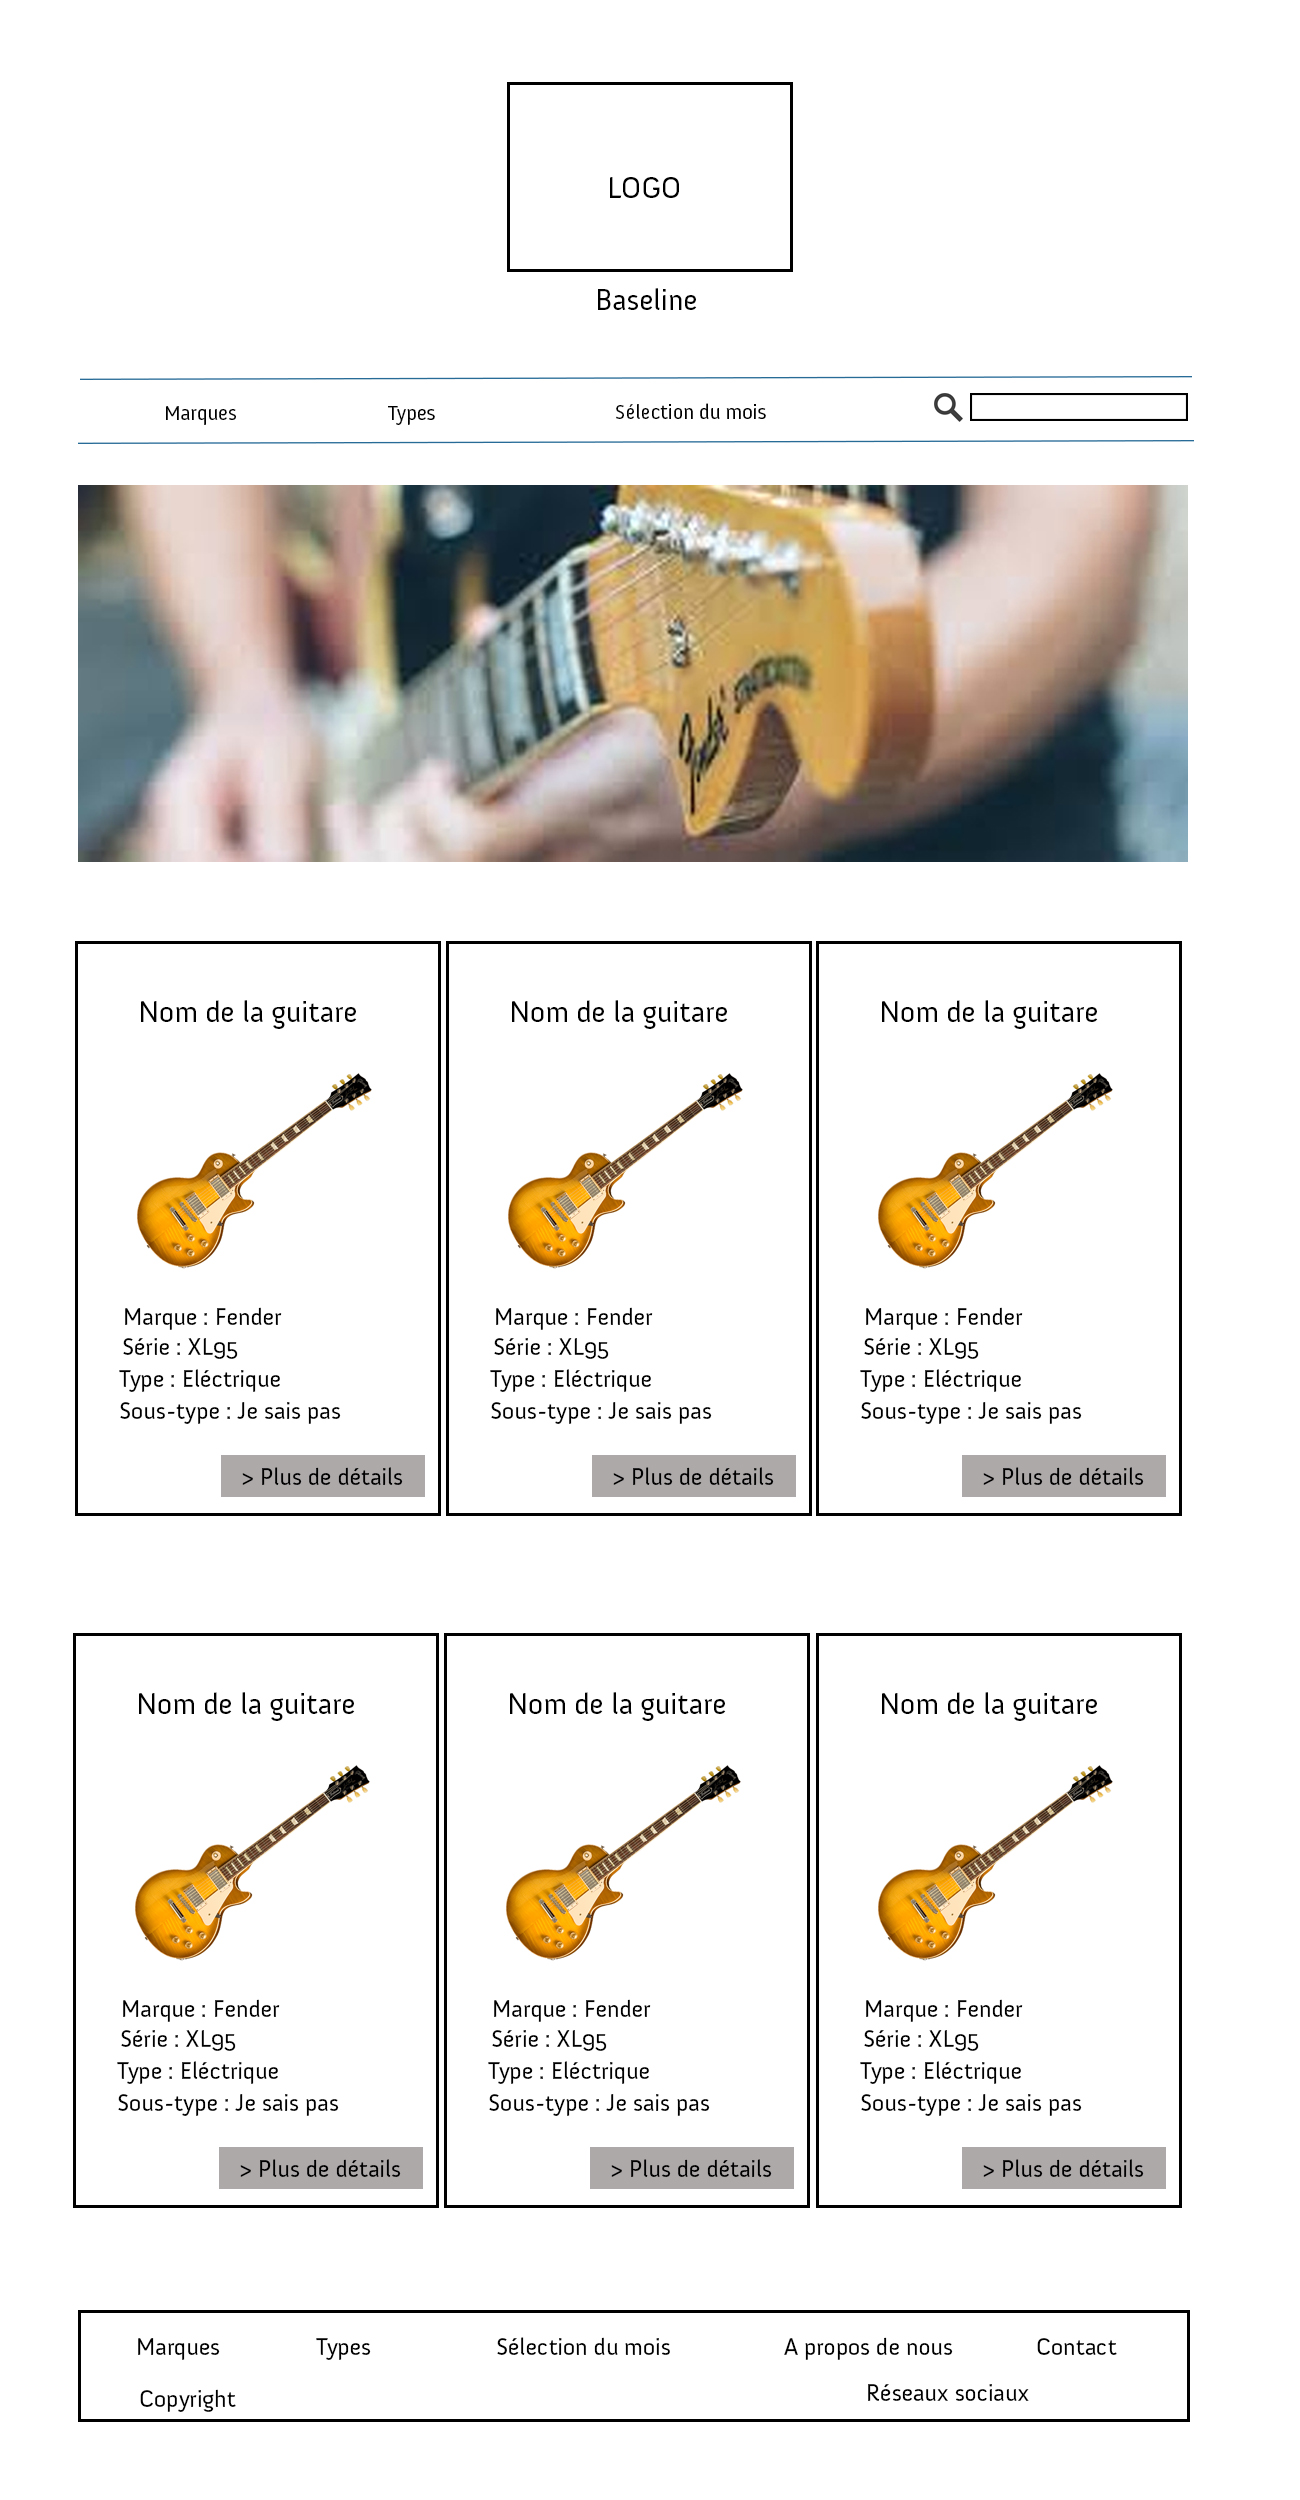 LOGO
Baseline
Marques Types Sélection du mois
Fender STRATOCASTER
Nom de la guitare Nom de la guitare Nom de la guitare
Marque : Fender Marque : Fender Marque : Fender
Série : XL95 Série : XL95 Série : XL95
Type : Eléctrique Type : Eléctrique Type : Eléctrique
Sous-type : Je sais pas Sous-type : Je sais pas Sous-type : Je sais pas
> Plus de détails > Plus de détails > Plus de détails
Nom de la guitare Nom de la guitare Nom de la guitare
Marque : Fender Marque : Fender Marque : Fender
Série : XL95 Série : XL95 Série : XL95
Type : Eléctrique Type : Eléctrique Type : Eléctrique
Sous-type : Je sais pas Sous-type : Je sais pas Sous-type : Je sais pas
> Plus de détails > Plus de détails > Plus de détails
Marques Types Sélection du mois A propos de nous Contact
Copyright Réseaux sociaux